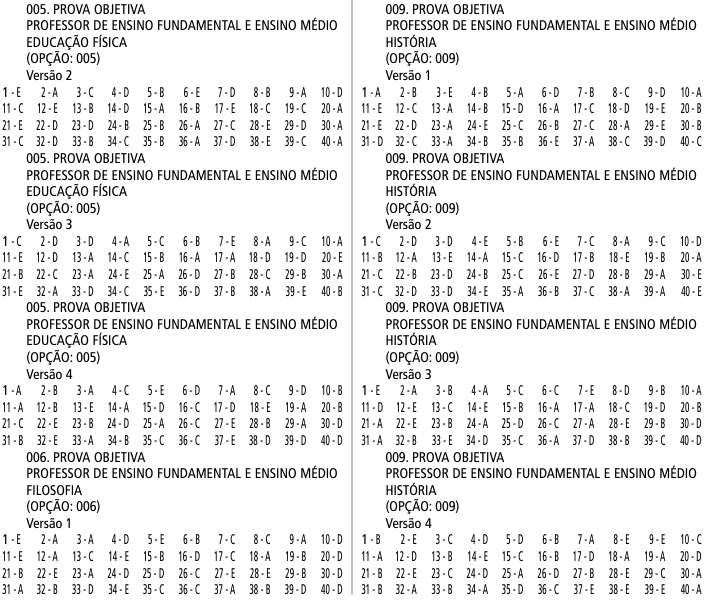 005. PROVA OBJETIVA
PROFESSOR DE ENSINO FUNDAMENTAL E ENSINO MÉDIO
EDUCAÇÃO FÍSICA
(OPÇÃO: 005)
Versão 2
1 - E 2 - A 3 - C 4 - D 5 - B 6 - E 7 - D 8 - B 9 - A 10 - D
11 - C 12 - E 13 - B 14 - D 15 - A 16 - B 17 - E 18 - C 19 - C 20 - A
21 - E 22 - D 23 - D 24 - B 25 - B 26 - A 27 - C 28 - E 29 - D 30 - A
31 - C 32 - D 33 - B 34 - C 35 - B 36 - A 37 - D 38 - E 39 - C 40 - A
005. PROVA OBJETIVA
PROFESSOR DE ENSINO FUNDAMENTAL E ENSINO MÉDIO
EDUCAÇÃO FÍSICA
(OPÇÃO: 005)
Versão 3
1 - C 2 - D 3 - D 4 - A 5 - C 6 - B 7 - E 8 - A 9 - C 10 - A
11 - E 12 - D 13 - A 14 - C 15 - B 16 - A 17 - A 18 - D 19 - D 20 - E
21 - B 22 - C 23 - A 24 - E 25 - A 26 - D 27 - B 28 - C 29 - B 30 - A
31 - E 32 - A 33 - D 34 - C 35 - E 36 - D 37 - B 38 - A 39 - E 40 - B
005. PROVA OBJETIVA
PROFESSOR DE ENSINO FUNDAMENTAL E ENSINO MÉDIO
EDUCAÇÃO FÍSICA
(OPÇÃO: 005)
Versão 4
1 - A 2 - B 3 - A 4 - C 5 - E 6 - D 7 - A 8 - C 9 - D 10 - B
11 - A 12 - B 13 - E 14 - A 15 - D 16 - C 17 - D 18 - E 19 - A 20 - B
21 - C 22 - E 23 - B 24 - D 25 - A 26 - C 27 - B 28 - B 29 - A 30 - D
31 - B 32 - E 33 - A 34 - B 35 - C 36 - C 37 - E 38 - D 39 - D 40 - D
006. PROVA OBJETIVA
PROFESSOR DE ENSINO FUNDAMENTAL E ENSINO MÉDIO
FILOSOFIA
(OPÇÃO: 006)
Versão 1
1 - E 2 - A 3 - A 4 - D 5 - E 6 - B 7 - C 8 - C 9 - A 10 - D
11 - E 12 - A 13 - C 14 - E 15 - B 16 - D 17 - C 18 - A 19 - B 20 - D
21 - B 22 - E 23 - A 24 - D 25 - D 26 - C 27 - E 28 - E 29 - B 30 - D
31 - A 32 - B 33 - D 34 - E 35 - C 36 - C 37 - A 38 - B 39 - D 40 - D
009. PROVA OBJETIVA
PROFESSOR DE ENSINO FUNDAMENTAL E ENSINO MÉDIO
HISTÓRIA
(OPÇÃO: 009)
Versão 1
1 - A 2 - B 3 - E 4 - B 5 - A 6 - D 7 - B 8 - C 9 - D 10 - A
11 - E 12 - C 13 - A 14 - B 15 - D 16 - A 17 - C 18 - D 19 - E 20 - B
21 - E 22 - D 23 - A 24 - E 25 - C 26 - B 27 - C 28 - A 29 - E 30 - B
31 - D 32 - C 33 - A 34 - B 35 - B 36 - E 37 - A 38 - C 39 - D 40 - C
009. PROVA OBJETIVA
PROFESSOR DE ENSINO FUNDAMENTAL E ENSINO MÉDIO
HISTÓRIA
(OPÇÃO: 009)
Versão 2
1 - C 2 - D 3 - D 4 - E 5 - B 6 - E 7 - C 8 - A 9 - C 10 - D
11 - B 12 - A 13 - E 14 - A 15 - C 16 - D 17 - B 18 - E 19 - B 20 - A
21 - C 22 - B 23 - D 24 - B 25 - C 26 - E 27 - D 28 - B 29 - A 30 - E
31 - C 32 - D 33 - D 34 - E 35 - A 36 - B 37 - C 38 - A 39 - A 40 - E
009. PROVA OBJETIVA
PROFESSOR DE ENSINO FUNDAMENTAL E ENSINO MÉDIO
HISTÓRIA
(OPÇÃO: 009)
Versão 3
1 - E 2 - A 3 - B 4 - A 5 - C 6 - C 7 - E 8 - D 9 - B 10 - A
11 - D 12 - E 13 - C 14 - E 15 - B 16 - A 17 - A 18 - C 19 - D 20 - B
21 - A 22 - E 23 - B 24 - A 25 - D 26 - C 27 - A 28 - E 29 - B 30 - D
31 - A 32 - B 33 - E 34 - D 35 - C 36 - A 37 - D 38 - B 39 - C 40 - D
009. PROVA OBJETIVA
PROFESSOR DE ENSINO FUNDAMENTAL E ENSINO MÉDIO
HISTÓRIA
(OPÇÃO: 009)
Versão 4
1 - B 2 - E 3 - C 4 - D 5 - D 6 - B 7 - A 8 - E 9 - E 10 - C
11 - A 12 - D 13 - B 14 - E 15 - C 16 - B 17 - D 18 - A 19 - A 20 - D
21 - B 22 - E 23 - C 24 - D 25 - A 26 - D 27 - B 28 - E 29 - C 30 - A
31 - B 32 - A 33 - B 34 - A 35 - D 36 - C 37 - E 38 - E 39 - E 40 - A